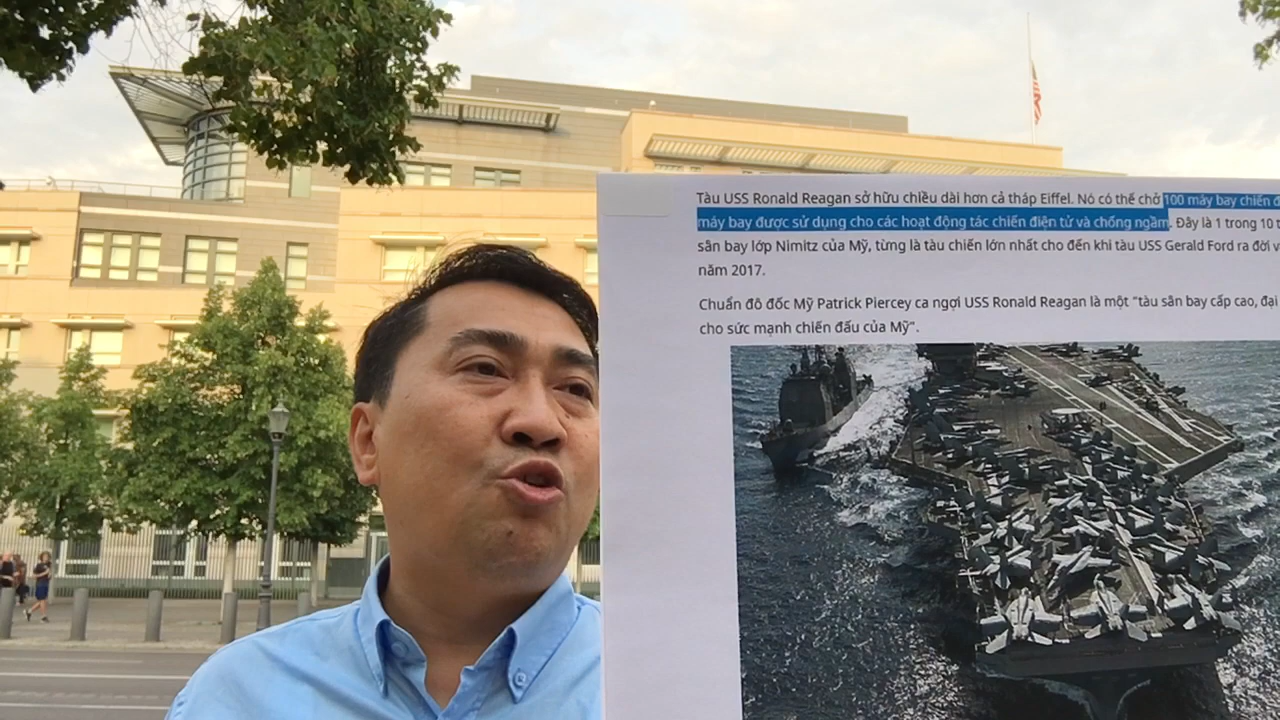 Tàu USS Ronald Reagan sở hữu chiều dài hơn cả tháp Eiffel. Nó có thể chở 100 máy bay chiến
máy bay được sử dụng cho các hoạt động tác chiến điện tử và chống ngầm. Đây là 1 trong 10
sân bay lớp Nimitz của Mỹ, từng là tàu chiến lớn nhất cho đến khi tàu USS Gerald Ford ra đời
năm 2017.
Chuẩn đô đốc Mỹ Patrick Piercey ca ngợi USS Ronald Reagan là một "tàu sân bay cấp cao, đại
cho sức mạnh chiến đấu của Mỹ".